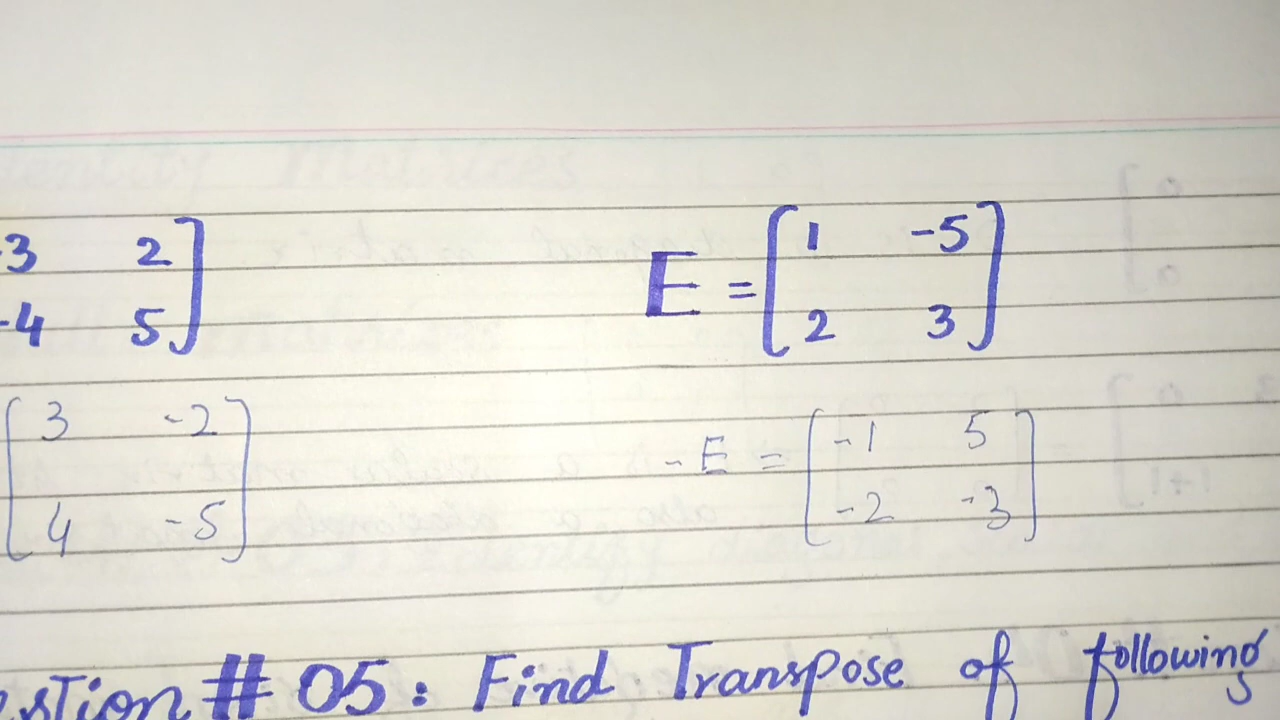 -3 2 E = [ 1 -5
-4 5 ] 2 3 ]
[ 3 -2 - E = [ -1 5
4 -5 ] -2 -3 ]
estion # 05: Find Transpose of following